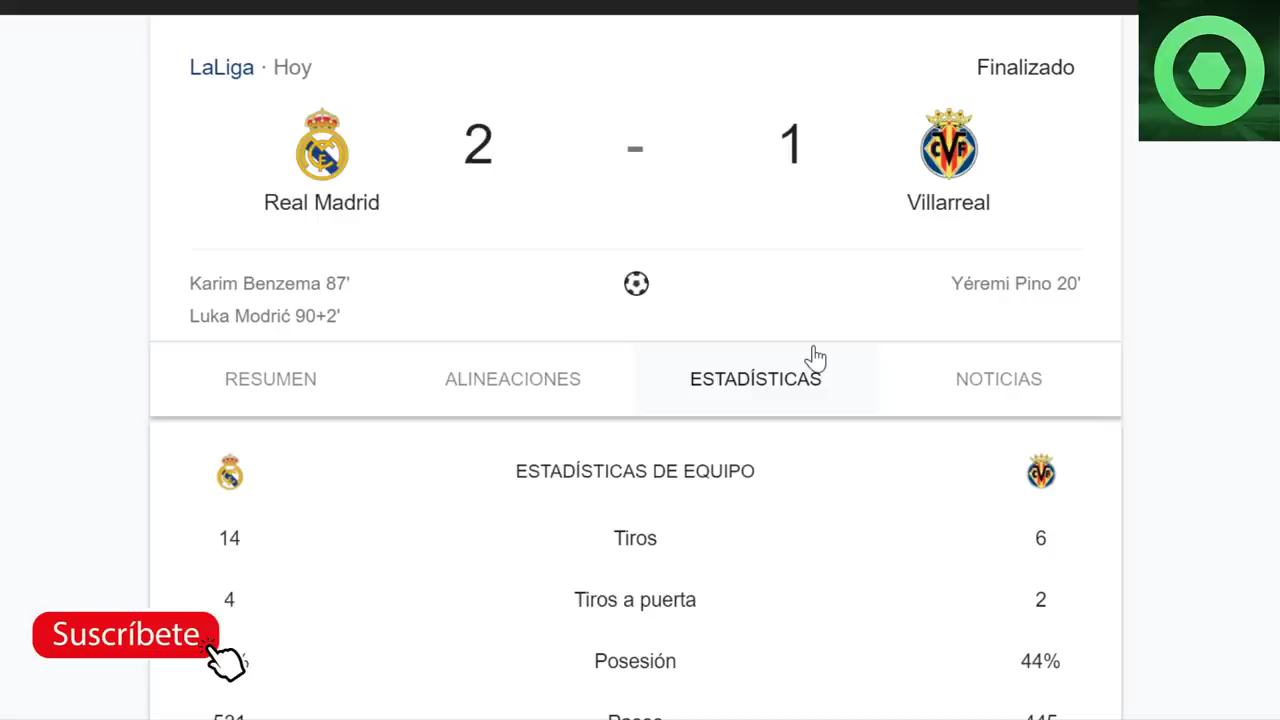 LaLiga · Hoy
Finalizado
2 - 1
Real Madrid
Villarreal
Karim Benzema 87'
Yéremi Pino 20'
Luka Modrić 90+2'
RESUMEN ALINEACIONES ESTADÍSTICAS NOTICIAS
ESTADÍSTICAS DE EQUIPO
14 Tiros 6
4 Tiros a puerta 2
Suscríbete
Posesión 44%